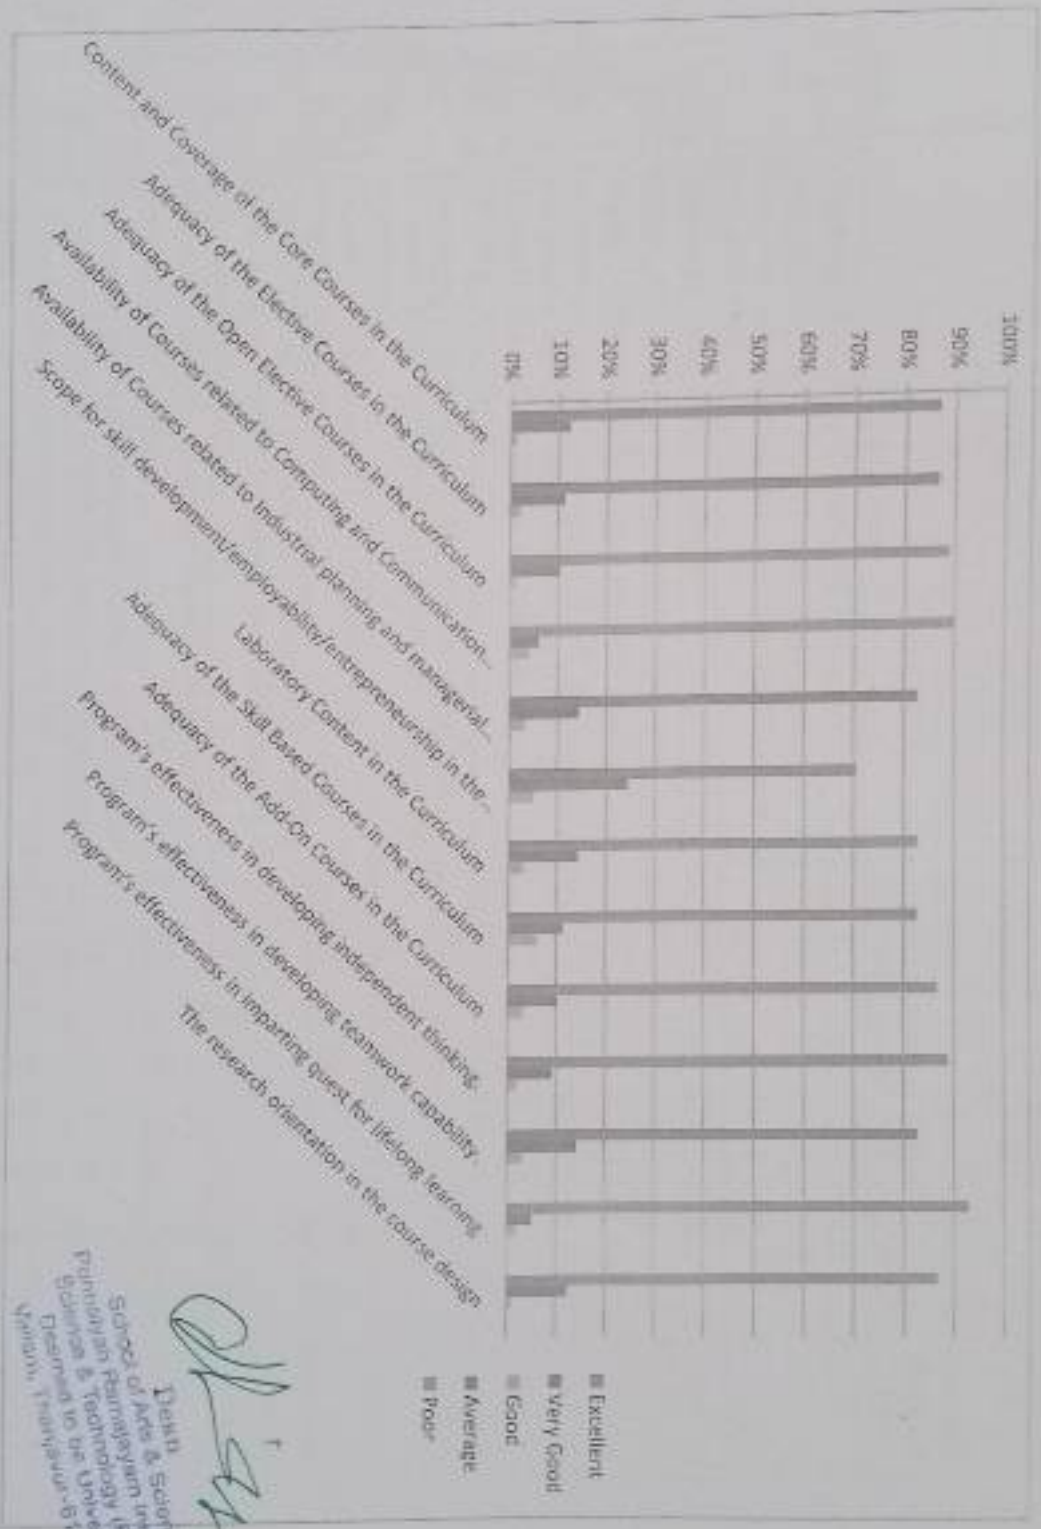 100%
90%
80%
70%
60%
50%
40%
30%
20%
10%
0%
Content and Coverage of the Core Courses in the Curriculum
Adequacy of the Elective Courses in the Curriculum
Adequacy of the Open Elective Courses in the Curriculum
Availability of Courses related to Computing and Communication...
Availability of Courses related to Industrial planning and managerial...
Scope for skill development/employability/entrepreneurship in the...
Laboratory Content in the Curriculum
Adequacy of the Skill Based Courses in the Curriculum
Adequacy of the Add-On Courses in the Curriculum
Program's effectiveness in developing independent thinking.
Program's effectiveness in developing teamwork capability.
Program's effectiveness in imparting quest for lifelong learning
The research orientation in the course design
Excellent
Very Good
Good
Average
Poor
Dean
School of Arts &
Ponnaiyah Ramajayam
Science & Technology
Deemed to be
Vallam, Thanjavur-